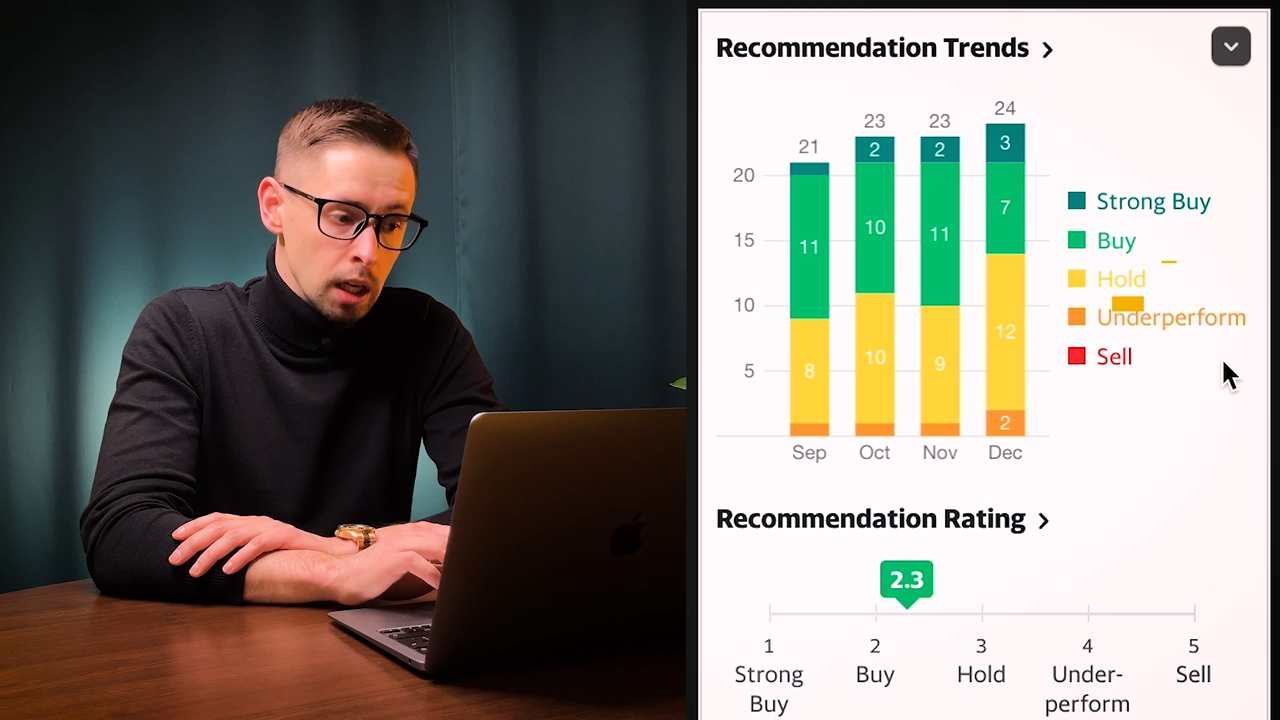 Recommendation Trends
21
23
23
24
20
15
10
5
2
2
3
11
10
11
7
8
10
9
12
2
Sep
Oct
Nov
Dec
Strong Buy
Buy
Hold
Underperform
Sell
Recommendation Rating
2.3
1
2
3
4
5
Strong
Buy
Buy
Hold
Under-
perform
Sell